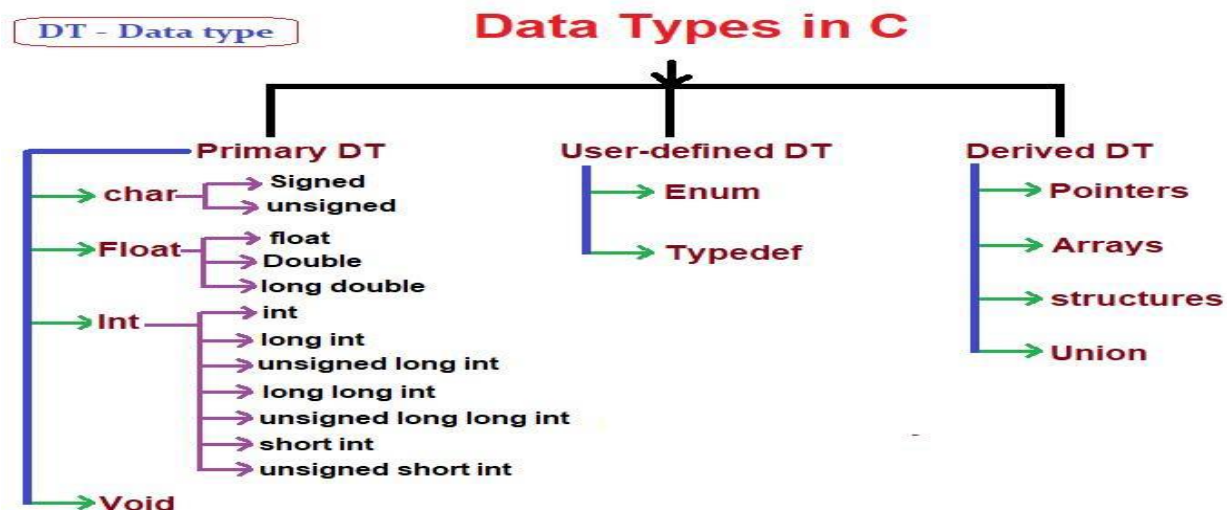 DT - Data type
Data Types in C
Primary DT
char
Signed
unsigned
Float
float
Double
long double
Int
int
long int
unsigned long int
long long int
unsigned long long int
short int
unsigned short int
Void
User-defined DT
Enum
Typedef
Derived DT
Pointers
Arrays
structures
Union